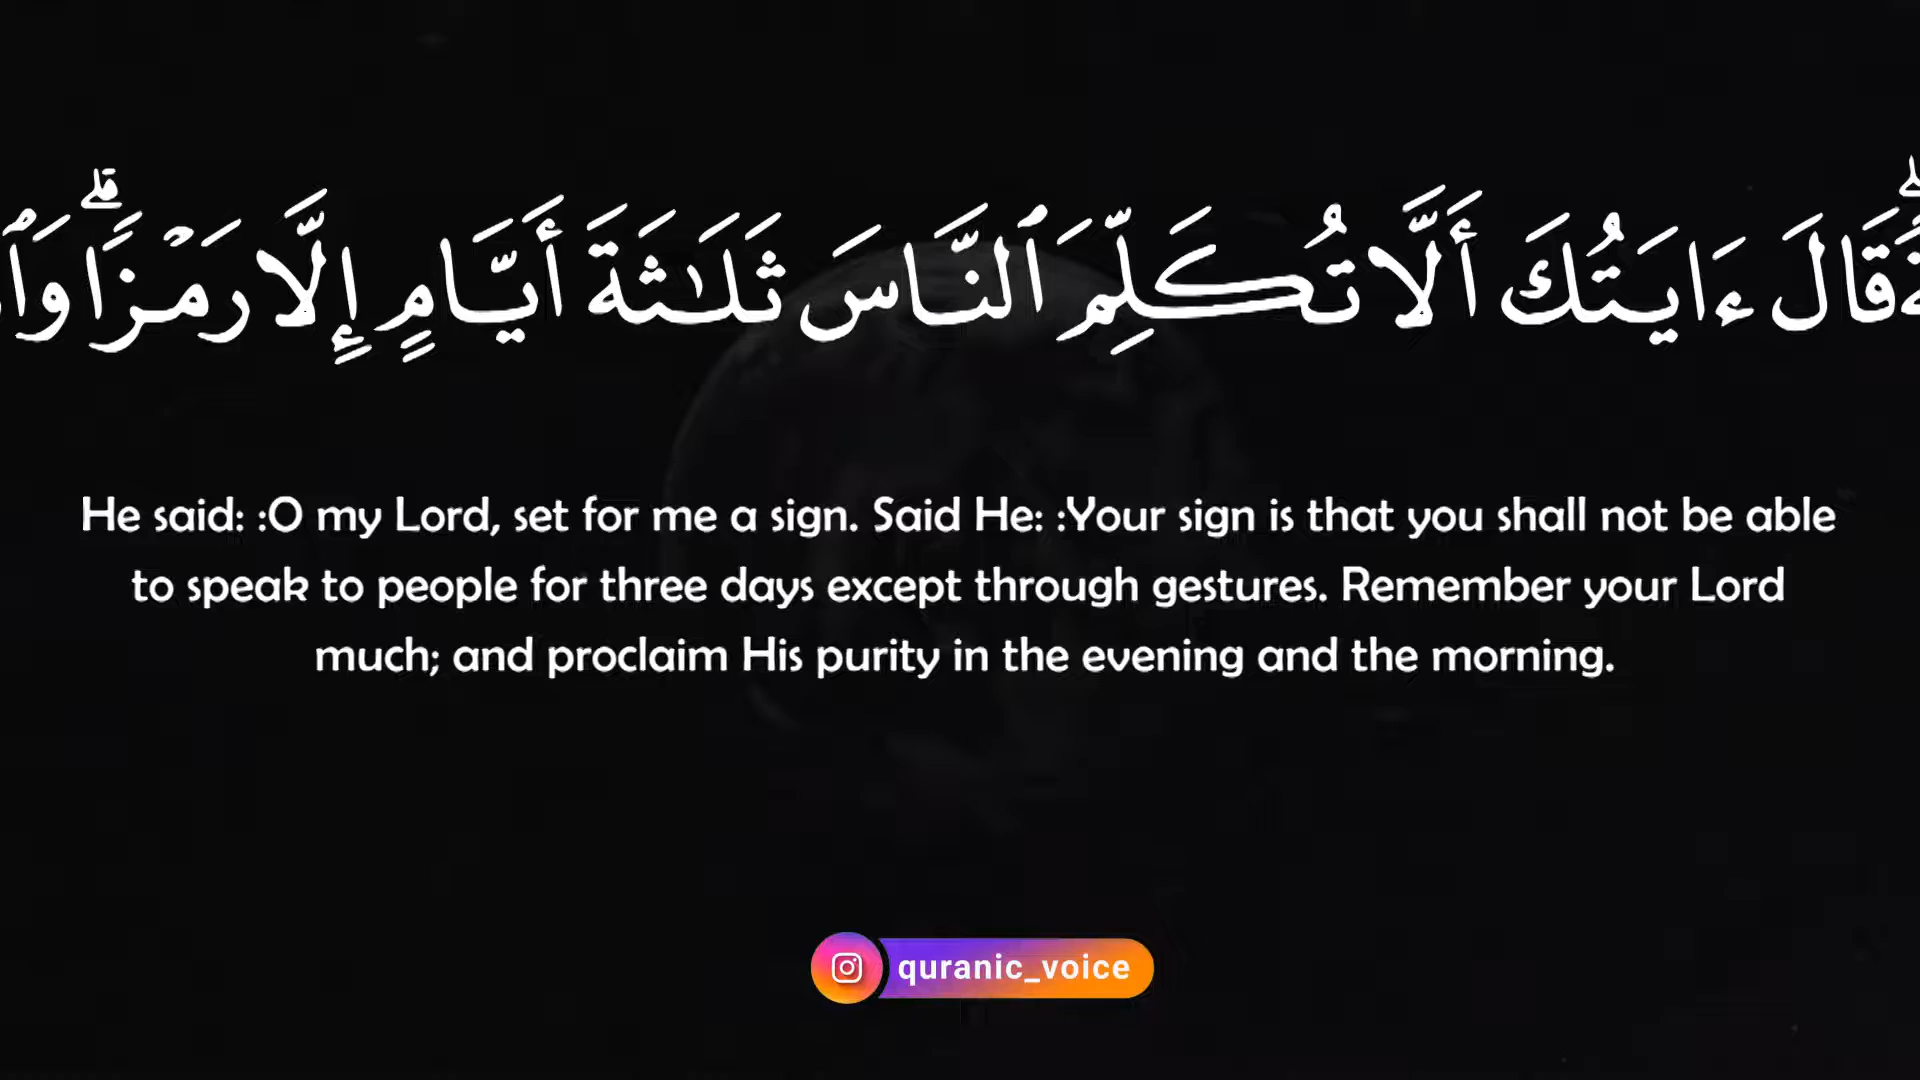 قَالَ ءَايَتُكَ أَلَّا تُكَلِّمَ ٱلنَّاسَ ثَلَـٰثَةَ أَيَّامٍ إِلَّا رَمۡزࣰاۗ
He said: :O my Lord, set for me a sign. Said He: :Your sign is that you shall not be able
to speak to people for three days except through gestures. Remember your Lord
much; and proclaim His purity in the evening and the morning.
quranic_voice